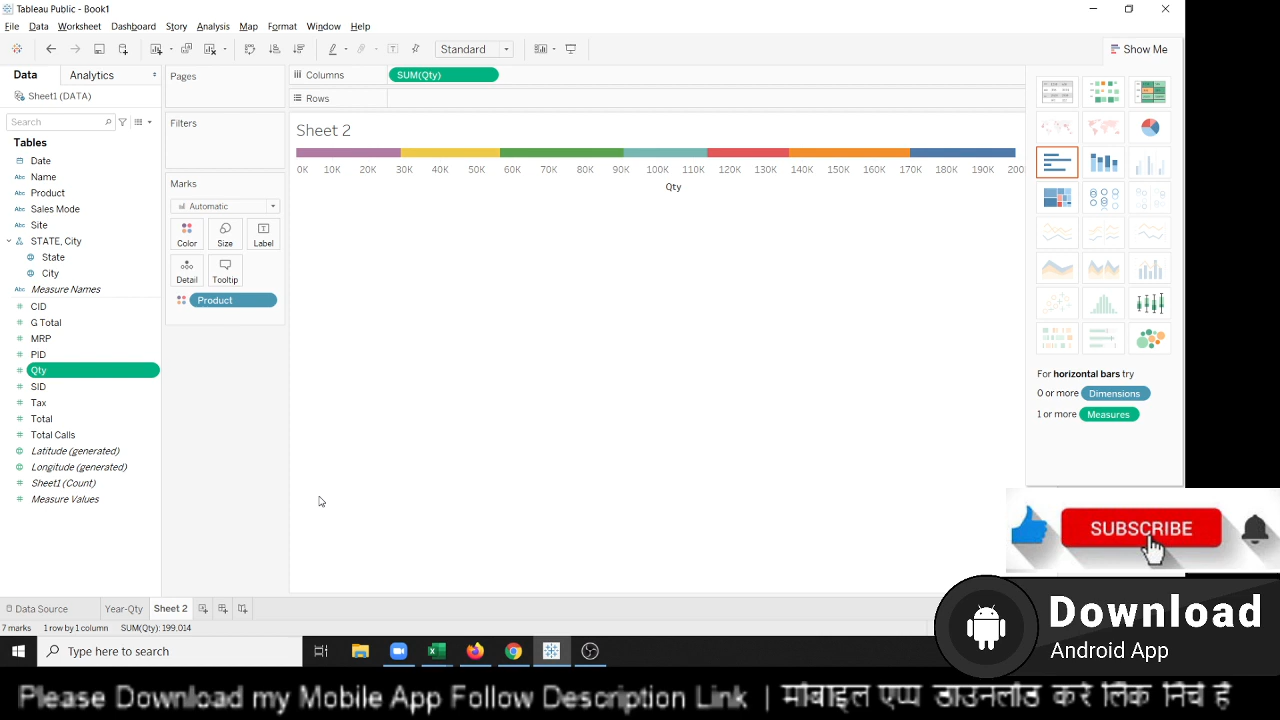 Tableau Public - Book1
File Data Worksheet Dashboard Story Analysis Map Format Window Help
Standard
Show Me
Data Analytics
Pages
Columns SUM(Qty)
Sheet1 (DATA)
Rows
Search
Filters
Sheet 2
Tables
Date
Name
Product
Sales Mode
Site
STATE, City
State
City
Measure Names
CID
G Total
MRP
PID
Qty
SID
Tax
Total
Total Calls
Latitude (generated)
Longitude (generated)
Sheet1 (Count)
Measure Values
Marks
Automatic
Color Size Label
Detail Tooltip
Product
0K 10K 20K 30K 40K 50K 60K 70K 80K 90K 100K 110K 120K 130K 140K 150K 160K 170K 180K 190K 200
Qty
For horizontal bars try
0 or more Dimensions
1 or more Measures
SUBSCRIBE
Download
Android App
Data Source Year-Qty Sheet 2
7 marks 1 row by 1 column SUM(Qty): 199.014
Type here to search
Please Download my Mobile App Follow Description Link | मोबाइल एप्प डाउनलोड करे लिंक निचे है